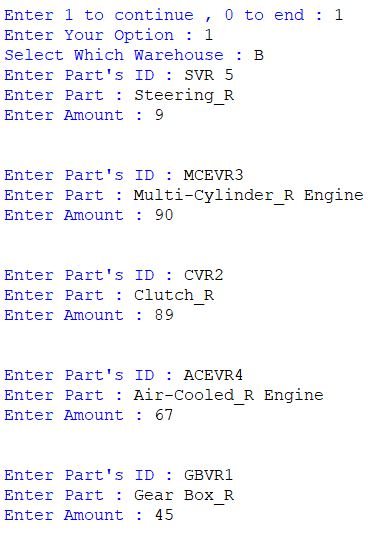 Enter 1 to continue , 0 to end : 1
Enter Your Option : 1
Select Which Warehouse : B
Enter Part's ID : SVR 5
Enter Part : Steering_R
Enter Amount : 9
Enter Part's ID : MCEVR3
Enter Part : Multi-Cylinder_R Engine
Enter Amount : 90
Enter Part's ID : CVR2
Enter Part : Clutch_R
Enter Amount : 89
Enter Part's ID : ACEVR4
Enter Part : Air-Cooled_R Engine
Enter Amount : 67
Enter Part's ID : GBVR1
Enter Part : Gear Box_R
Enter Amount : 45